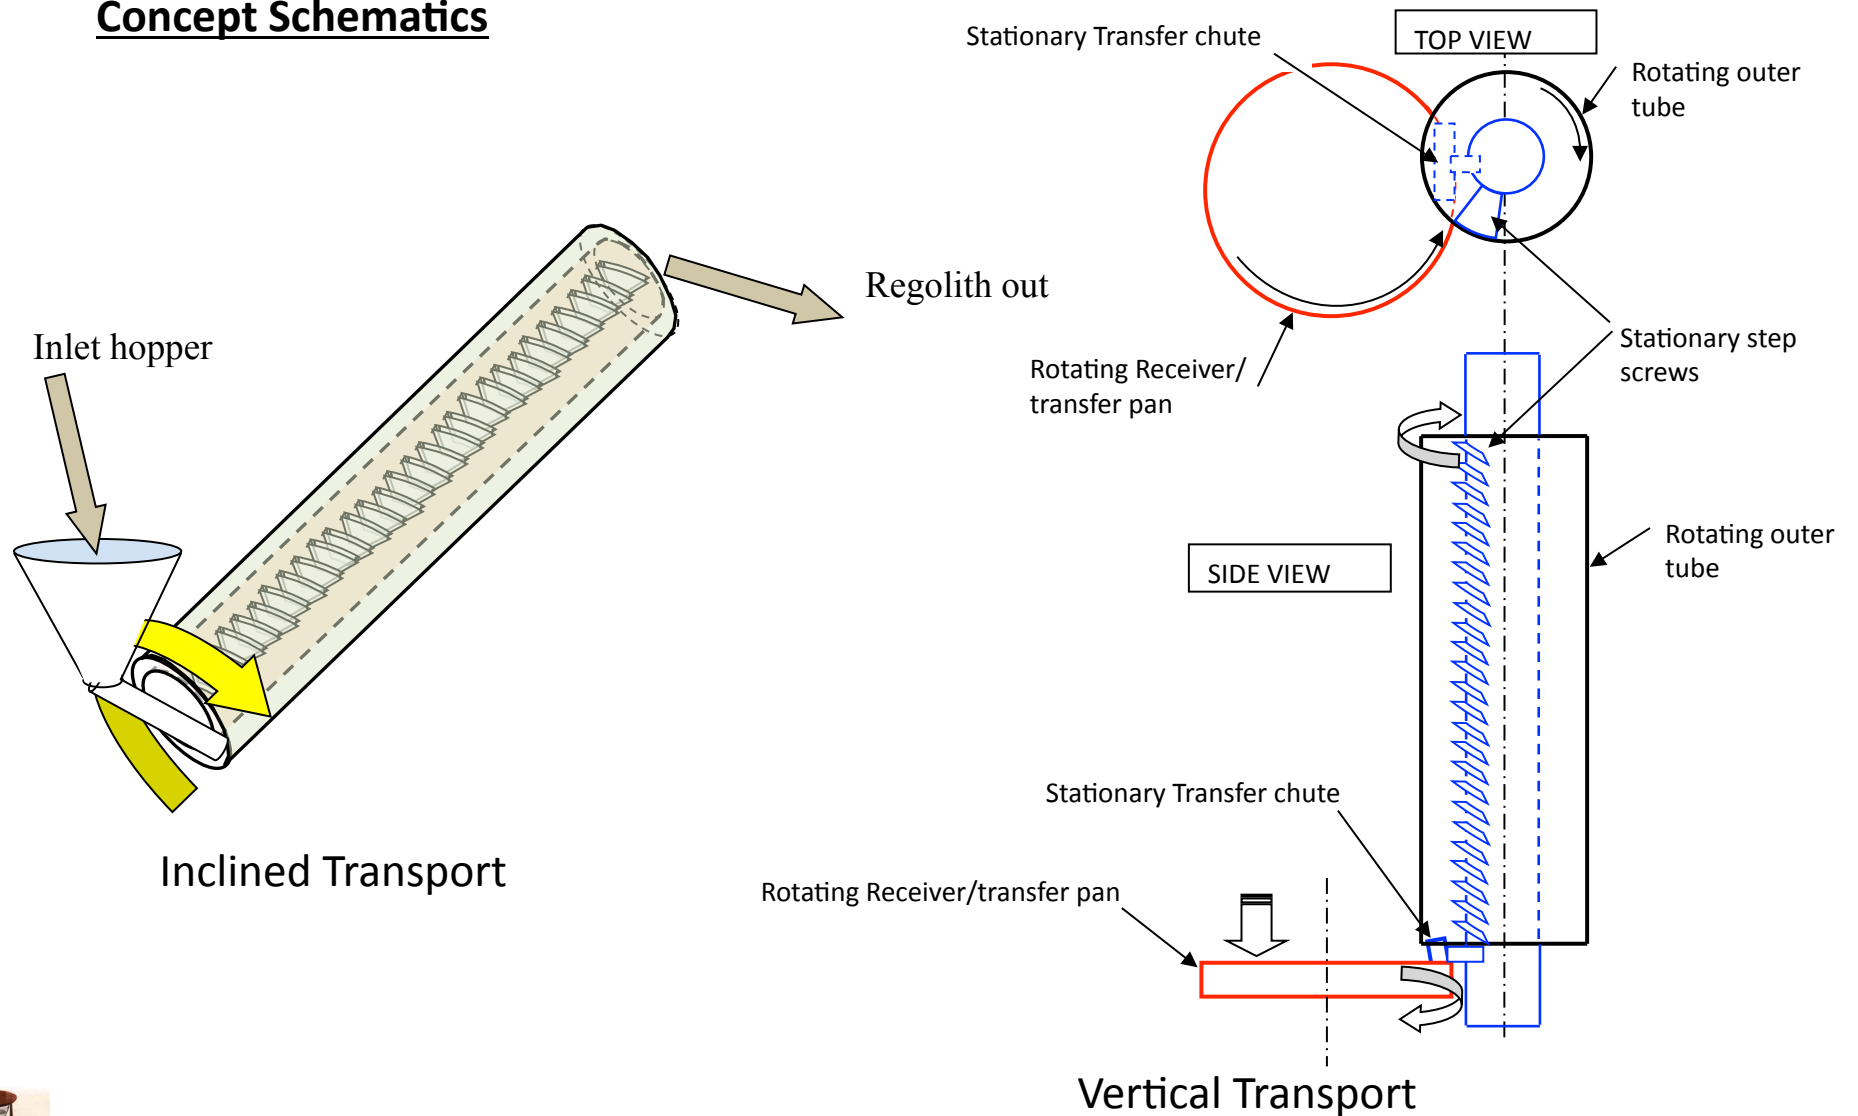 Concept Schematics
Stationary Transfer chute
TOP VIEW
Rotating outer
tube
Regolith out
Inlet hopper
Rotating Receiver/
transfer pan
Stationary step
screws
SIDE VIEW
Rotating outer
tube
Stationary Transfer chute
Rotating Receiver/transfer pan
Inclined Transport
Vertical Transport